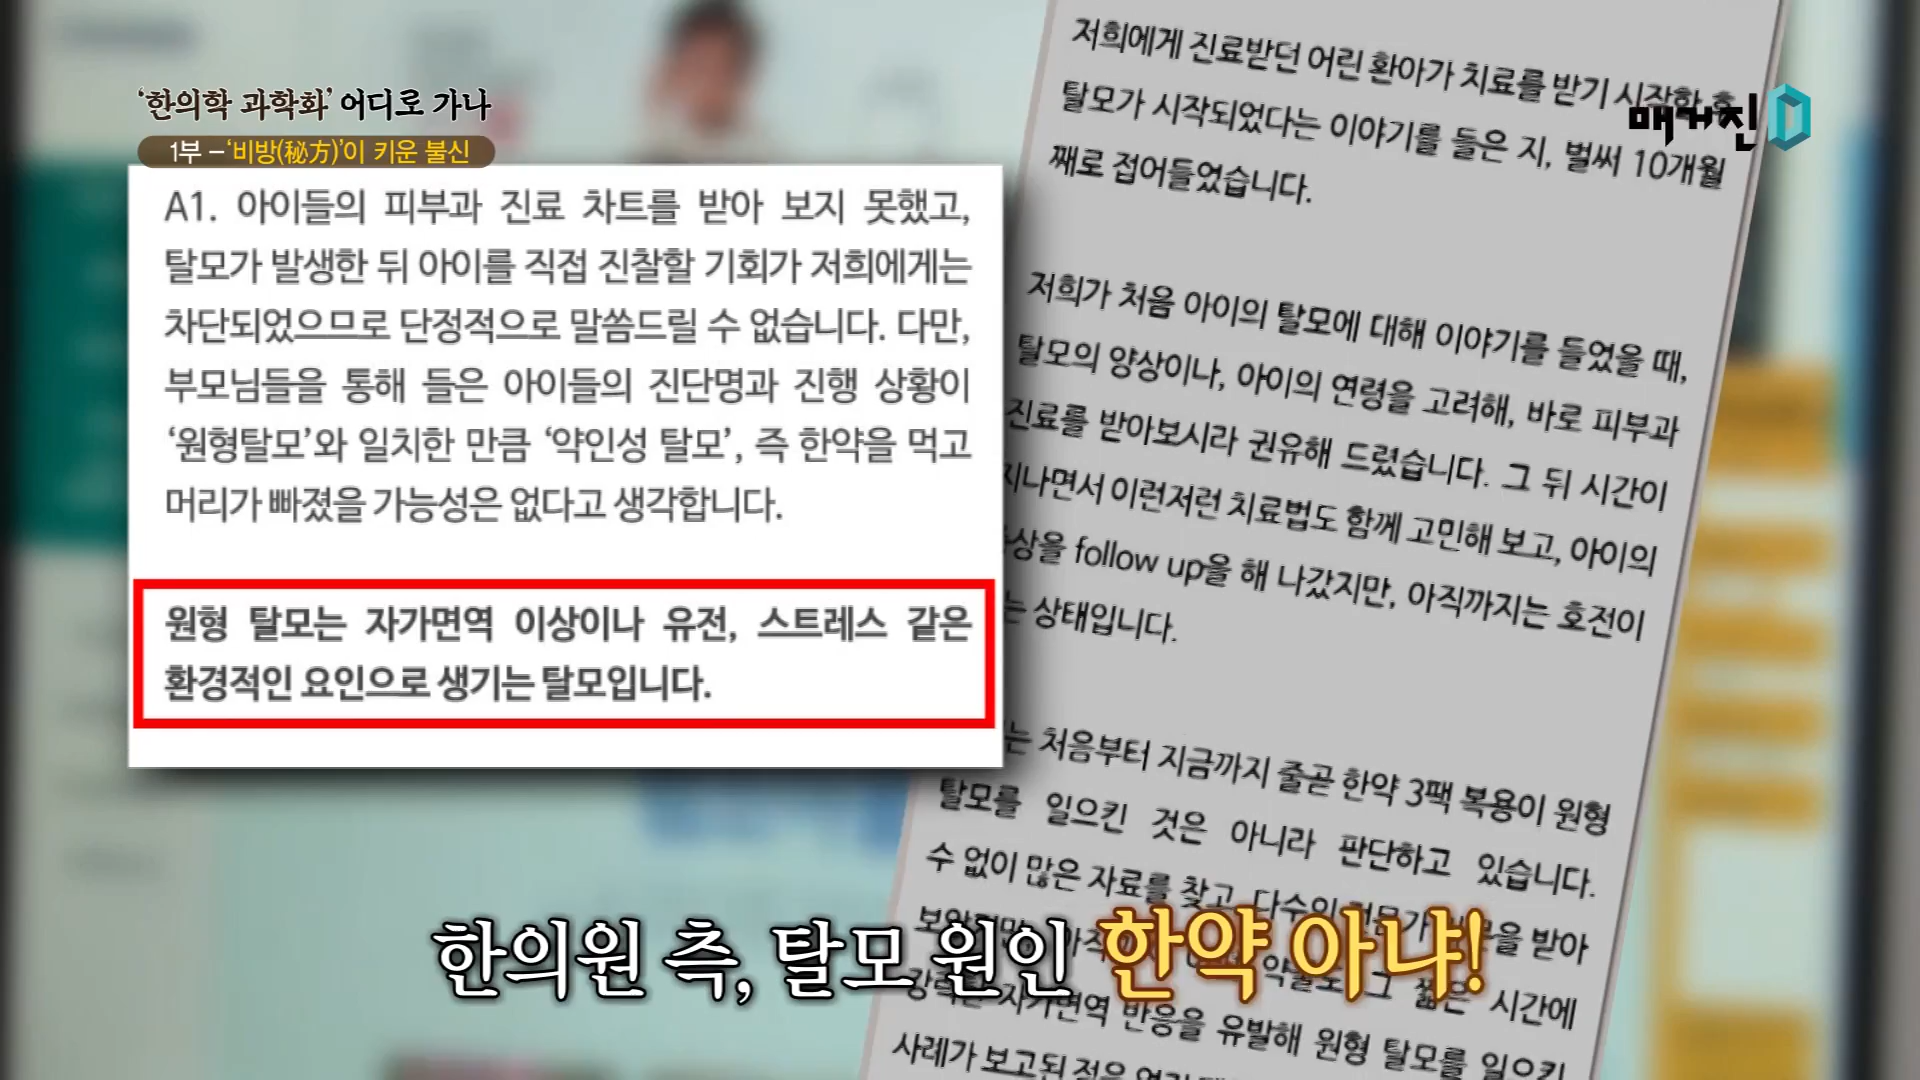 ‘한의학 과학화’ 어디로 가나
1부 – ‘비방(秘方)’이 키운 불신
매거진D
A1. 아이들의 피부과 진료 차트를 받아 보지 못했고,
탈모가 발생한 뒤 아이를 직접 진찰할 기회가 저희에게는
차단되었으므로 단정적으로 말씀드릴 수 없습니다. 다만,
부모님들을 통해 들은 아이들의 진단명과 진행 상황이
‘원형탈모’와 일치한 만큼 ‘약인성 탈모’, 즉 한약을 먹고
머리가 빠졌을 가능성은 없다고 생각합니다.
원형 탈모는 자가면역 이상이나 유전, 스트레스 같은
환경적인 요인으로 생기는 탈모입니다.
저희에게 진료받던 어린 환아가 치료를 받기 시작할 후
탈모가 시작되었다는 이야기를 들은 지, 벌써 10개월
째로 접어들었습니다.
저희가 처음 아이의 탈모에 대해 이야기를 들었을 때,
탈모의 양상이나, 아이의 연령을 고려해, 바로 피부과
진료를 받아보시라 권유해 드렸습니다. 그 뒤 시간이
지나면서 이런저런 치료법도 함께 고민해 보고, 아이의
follow up을 해 나갔지만, 아직까지는 호전이
상태입니다.
처음부터 지금까지 줄곧 한약 3팩 복용이 원형
탈모를 일으킨 것은 아니라 판단하고 있습니다.
수 없이 많은 자료를 찾고, 다수의 받아
그 짧은 시간에
자가면역 반응을 유발해 원형 탈모를 일으킨
사례가 보고된 적은
한의원 측, 탈모 원인 한약 아냐!